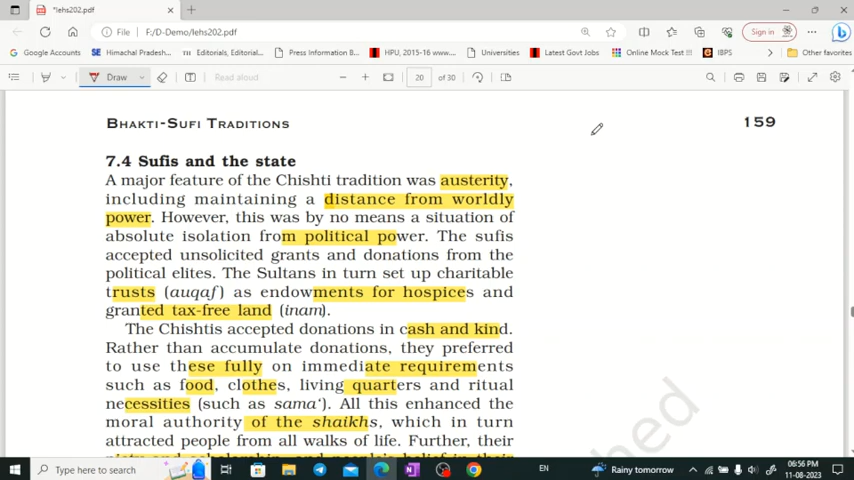 *lehs202.pdf
File
F:/D-Demo/lehs202.pdf
Sign in
Google Accounts
Himachal Pradesh...
Editorials, Editorial...
Press Information B...
HPU, 2015-16 www....
Universities
Latest Govt Jobs
Online Mock Test !!!
IBPS
Other favorites
Draw
Read aloud
20
of 30
BHAKTI-SUFI TRADITIONS
159
7.4 Sufis and the state
A major feature of the Chishti tradition was austerity,
including maintaining a distance from worldly
power. However, this was by no means a situation of
absolute isolation from political power. The sufis
accepted unsolicited grants and donations from the
political elites. The Sultans in turn set up charitable
trusts (auqaf) as endowments for hospices and
granted tax-free land (inam).
The Chishtis accepted donations in cash and kind.
Rather than accumulate donations, they preferred
to use these fully on immediate requirements
such as food, clothes, living quarters and ritual
necessities (such as sama‘). All this enhanced the
moral authority of the shaikhs, which in turn
attracted people from all walks of life. Further, their
piety and scholarship, and people's belief in their
Type here to search
EN
Rainy tomorrow
06:56 PM
11-08-2023